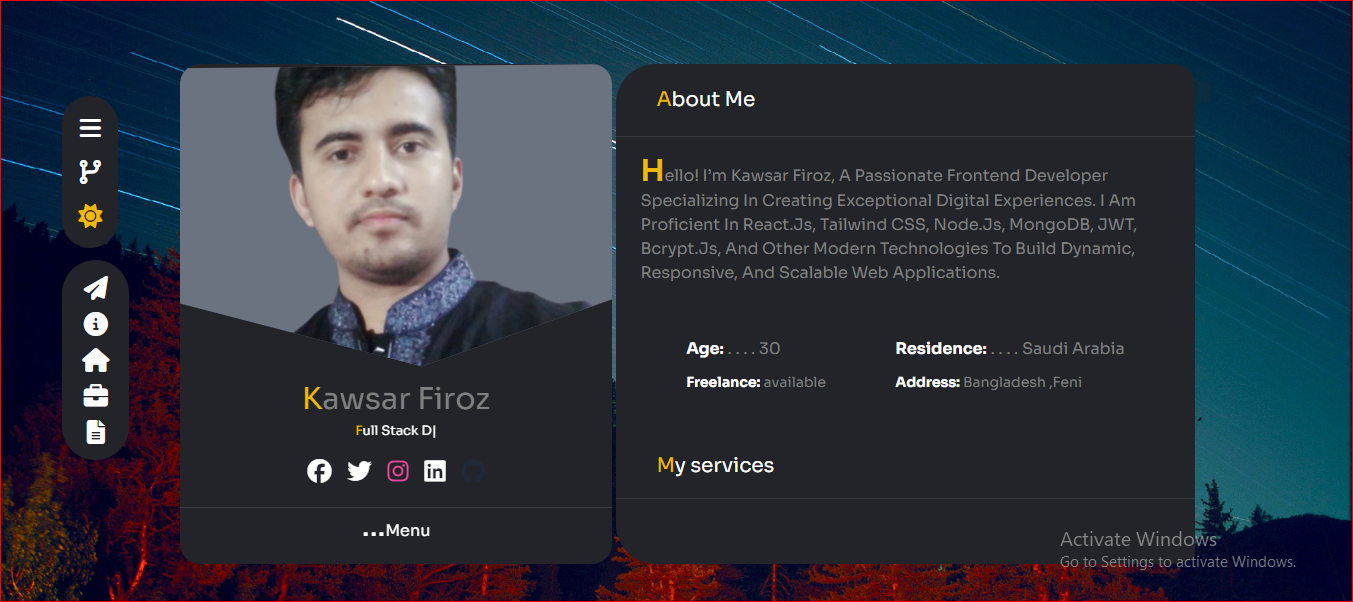 About Me
Hello! I’m Kawsar Firoz, A Passionate Frontend Developer
Specializing In Creating Exceptional Digital Experiences. I Am
Proficient In React.Js, Tailwind CSS, Node.Js, MongoDB, JWT,
Bcrypt.Js, And Other Modern Technologies To Build Dynamic,
Responsive, And Scalable Web Applications.
Age: . . . . 30
Residence: . . . . Saudi Arabia
Freelance: available
Address: Bangladesh ,Feni
Kawsar Firoz
Full Stack D|
...Menu
My services
Activate Windows
Go to Settings to activate Windows.